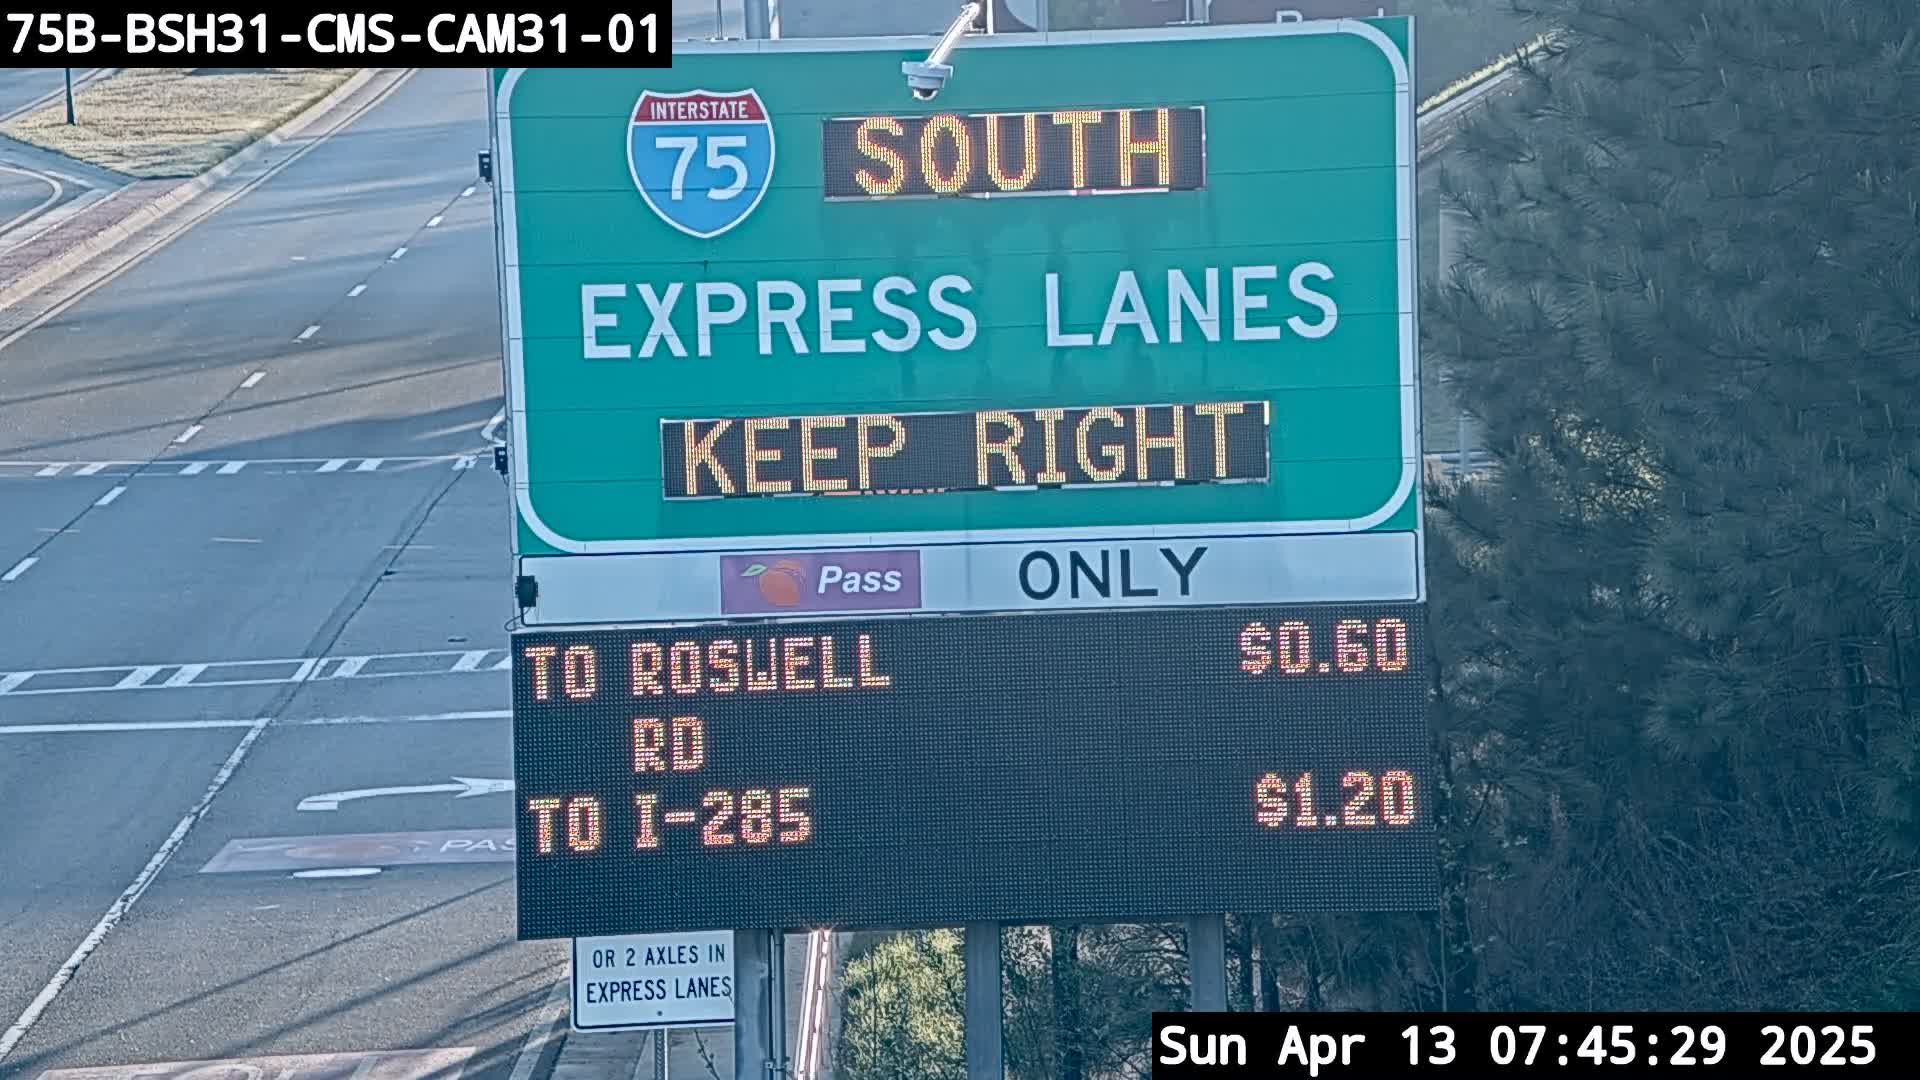 75B-BSH31-CMS-CAM31-01
INTERSTATE
75
SOUTH
EXPRESS LANES
KEEP RIGHT
Pass ONLY
TO ROSWELL $0.60
RD
TO I-285 $1.20
PAS
OR 2 AXLES IN
EXPRESS LANES
Sun Apr 13 07:45:29 2025